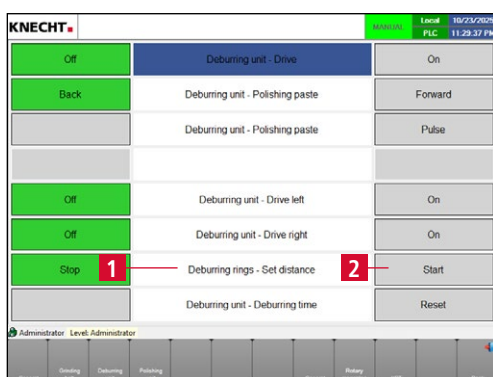 KNECHT
MANUAL
Local 10/23/2025
PLC 11:29:37 PM
Off Deburring unit - Drive On
Back Deburring unit - Polishing paste Forward
Deburring unit - Polishing paste Pulse
Off Deburring unit - Drive left On
Off Deburring unit - Drive right On
Stop 1 Deburring rings - Set distance 2 Start
Deburring unit - Deburring time Reset
Administrator Level: Administrator
Grinding Deburring Polishing Rotary